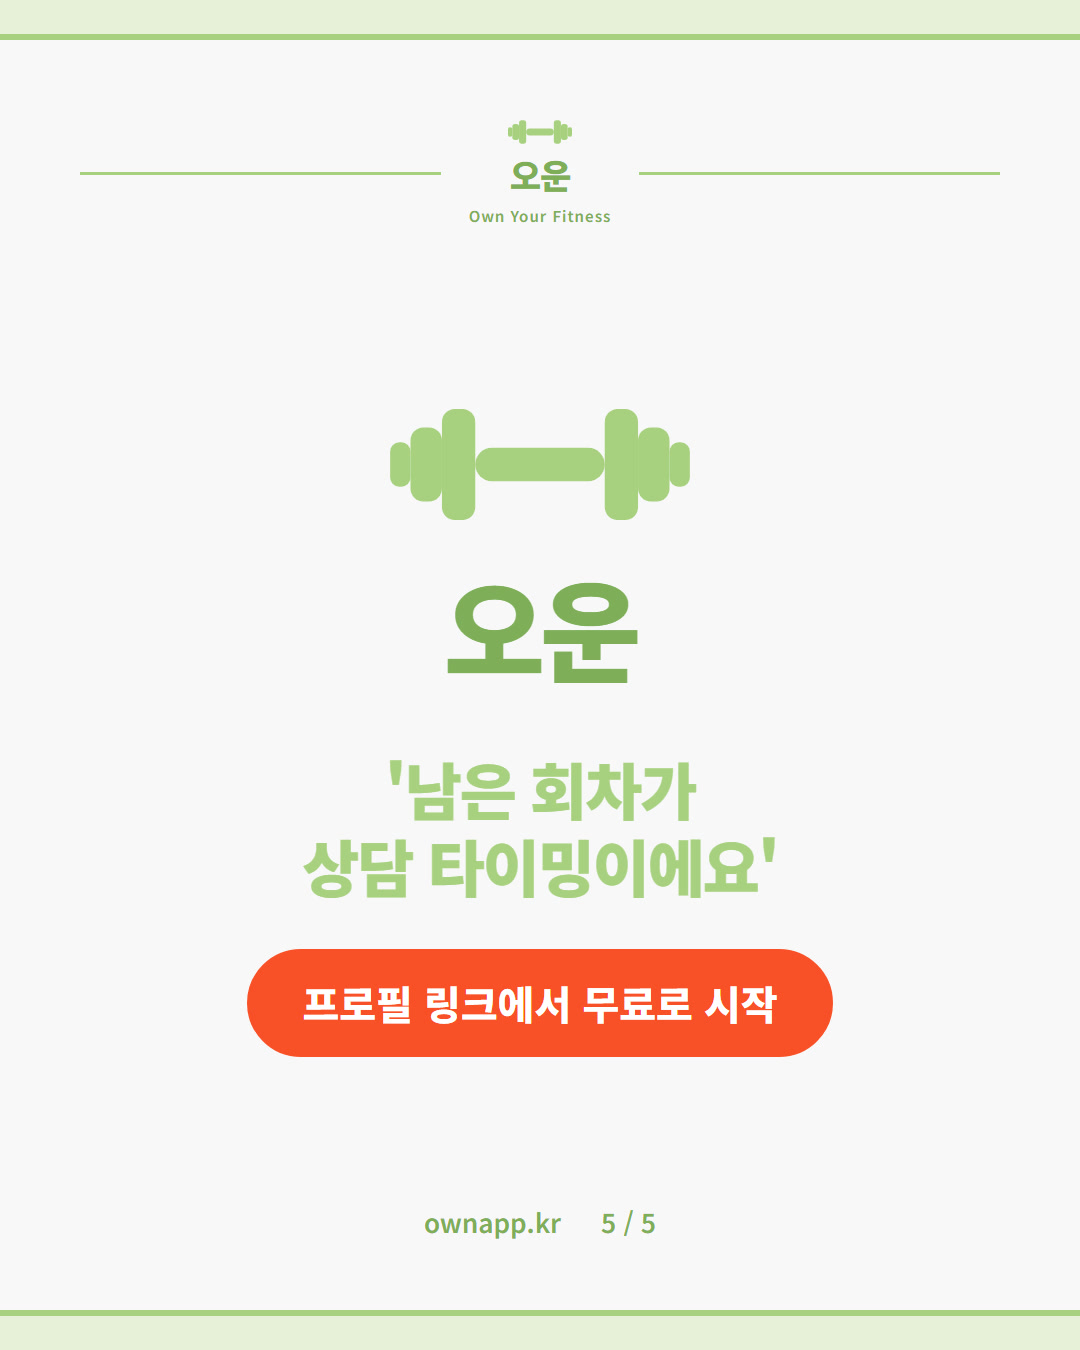 오운
Own Your Fitness
오운
'남은 회차가
상담 타이밍이에요'
프로필 링크에서 무료로 시작
ownapp.kr 5 / 5